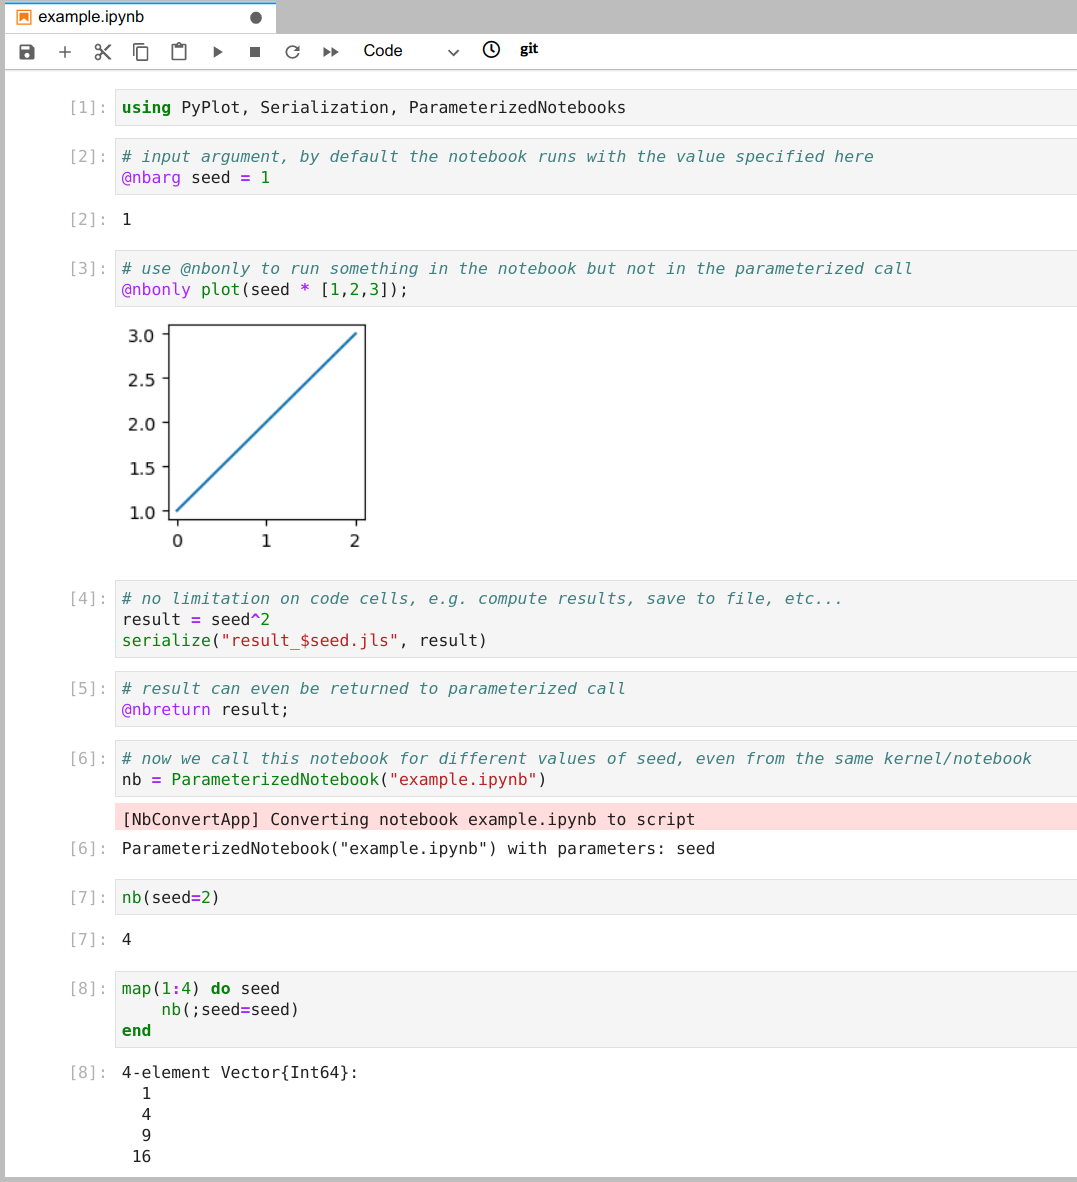 example.ipynb
Code git
[1]: using PyPlot, Serialization, ParameterizedNotebooks
[2]: # input argument, by default the notebook runs with the value specified here
@nbarg seed = 1
[2]: 1
[3]: # use @nbonly to run something in the notebook but not in the parameterized call
@nbonly plot(seed * [1,2,3]);
3.0
2.5
2.0
1.5
1.0
0 1 2
[4]: # no limitation on code cells, e.g. compute results, save to file, etc...
result = seed^2
serialize("result_$seed.jls", result)
[5]: # result can even be returned to parameterized call
@nbreturn result;
[6]: # now we call this notebook for different values of seed, even from the same kernel/notebook
nb = ParameterizedNotebook("example.ipynb")
[NbConvertApp] Converting notebook example.ipynb to script
[6]: ParameterizedNotebook("example.ipynb") with parameters: seed
[7]: nb(seed=2)
[7]: 4
[8]: map(1:4) do seed
    nb(;seed=seed)
end
[8]: 4-element Vector{Int64}:
  1
  4
  9
 16